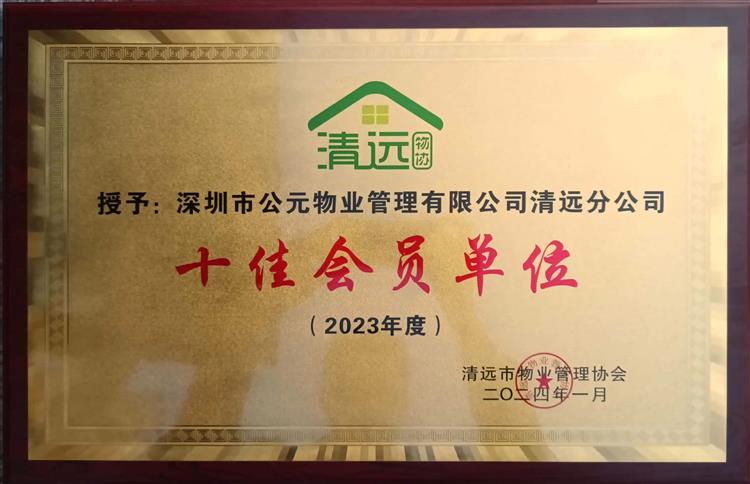 清远物协
授予：深圳市公元物业管理有限公司清远分公司
十佳会员单位
（2023年度）
清远市物业管理协会
二〇二四年一月